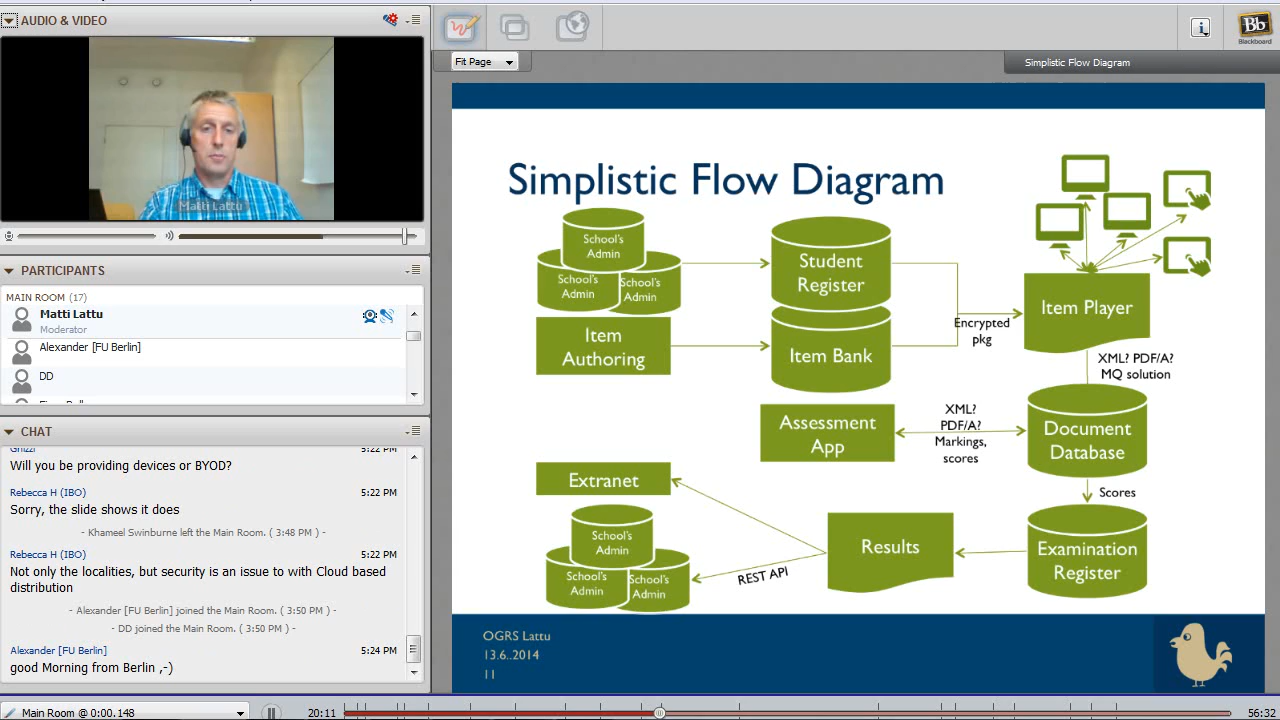 AUDIO & VIDEO
Matti Lattu
PARTICIPANTS
MAIN ROOM (17)
Matti Lattu
Moderator
Alexander [FU Berlin]
DD
CHAT
5:22 PM
Will you be providing devices or BYOD?
Rebecca H (IBO) 5:22 PM
Sorry, the slide shows it does
- Khameel Swinburne left the Main Room. ( 3:48 PM ) -
Rebecca H (IBO) 5:22 PM
Not only the localities, but security is an issue to with Cloud based
distribution
- Alexander [FU Berlin] joined the Main Room. ( 3:50 PM ) -
- DD joined the Main Room. ( 3:50 PM ) -
Alexander [FU Berlin] 5:24 PM
good Morning from Berlin ,-)
Main Room @ 0:00.148
20:11
56:32
Fit Page
i
Bb
Blackboard
Simplistic Flow Diagram
Simplistic Flow Diagram
School's
Admin
School's
Admin
School's
Admin
Student
Register
Item
Authoring
Item Bank
Encrypted
pkg
Item Player
XML? PDF/A?
MQ solution
Assessment
App
XML?
PDF/A?
Markings,
scores
Document
Database
Scores
Extranet
School's
Admin
School's
Admin
School's
Admin
REST API
Results
Examination
Register
OGRS Lattu
13.6..2014
11